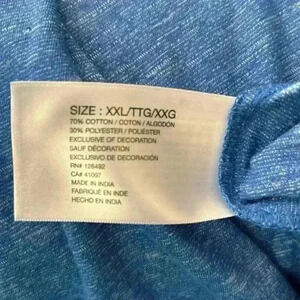 SIZE : XXL/TTG/XXG
70% COTTON / COTON / ALGODÓN
30% POLYESTER / POLIÉSTER
EXCLUSIVE OF DECORATION
SAUF DÉCORATION
EXCLUSIVO DE DECORACIÓN
RN# 128492
CA# 41097
MADE IN INDIA
FABRIQUÉ EN INDE
HECHO EN INDIA